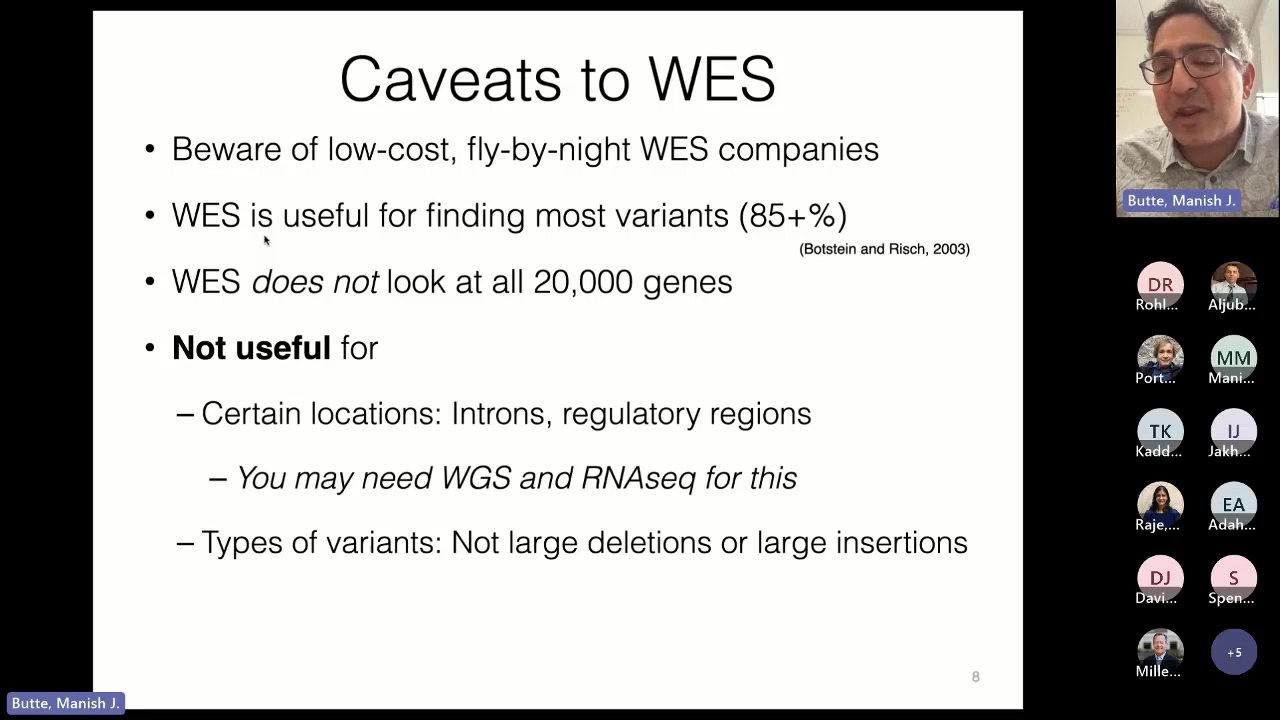 Caveats to WES
• Beware of low-cost, fly-by-night WES companies
• WES is useful for finding most variants (85+%)
(Botstein and Risch, 2003)
• WES does not look at all 20,000 genes
• Not useful for
– Certain locations: Introns, regulatory regions
– You may need WGS and RNAseq for this
– Types of variants: Not large deletions or large insertions
8
Butte, Manish J.
Butte, Manish J.
DR
Rohl...
Aljub...
Port...
MM
Mani...
TK
Kadd...
IJ
Jakh...
Raje,...
EA
Adah...
DJ
Davi...
S
Spen...
Mille...
+5